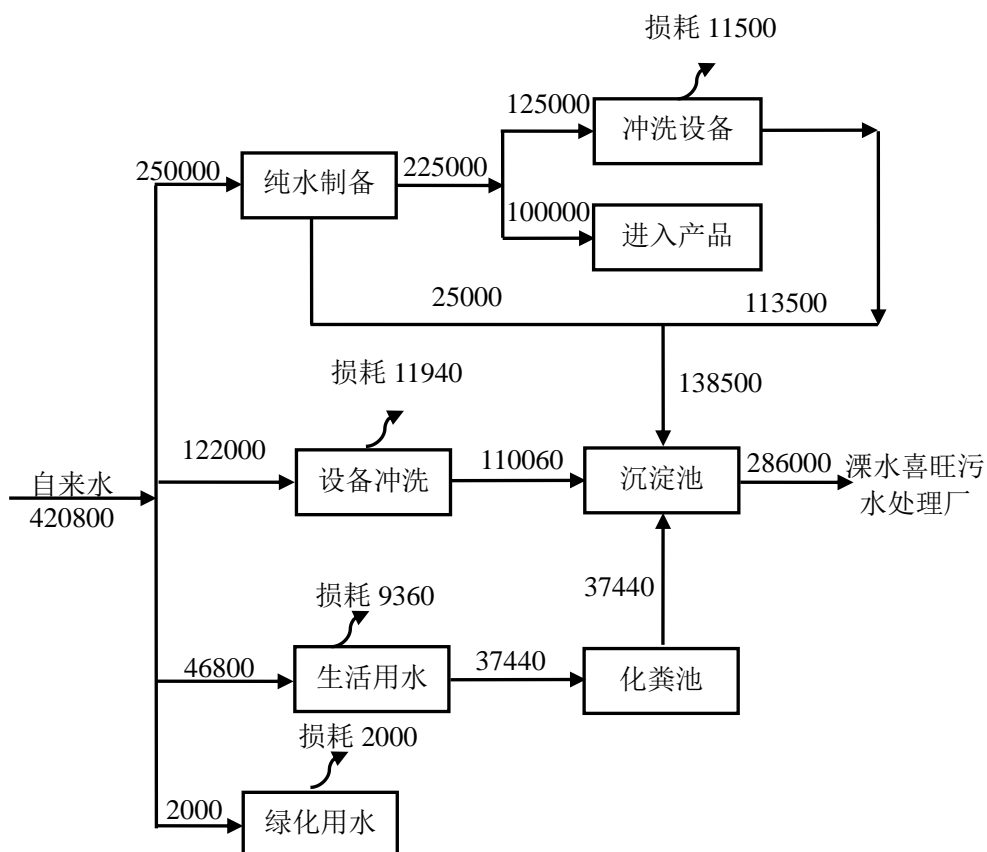 损耗 11500
125000
冲洗设备
250000
纯水制备
225000
100000
进入产品
25000
113500
损耗 11940
138500
122000
设备冲洗
110060
沉淀池
286000
溧水喜旺污
水处理厂
自来水
420800
损耗 9360
37440
46800
生活用水
37440
化粪池
损耗 2000
2000
绿化用水